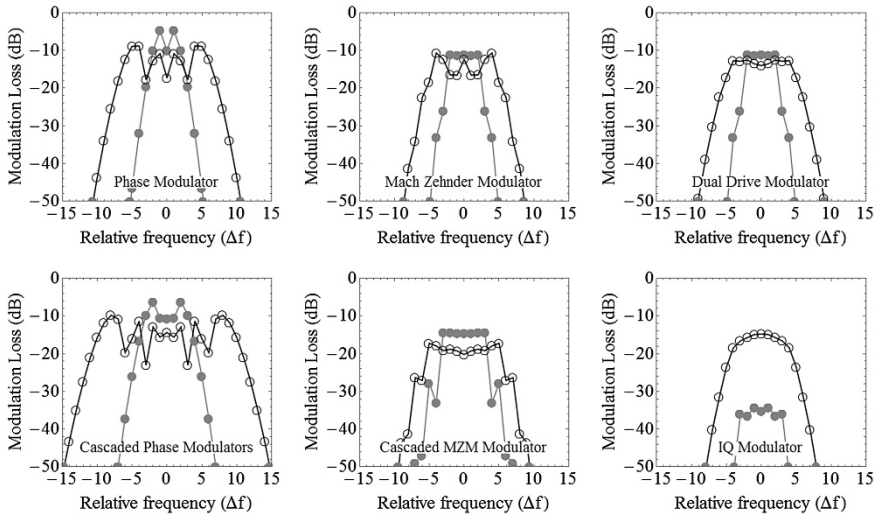 0
−10
−20
−30
−40
−50
Modulation Loss (dB)
Phase Modulator
−15 −10 −5 0 5 10 15
Relative frequency (Δf)
0
−10
−20
−30
−40
−50
Modulation Loss (dB)
Mach Zehnder Modulator
−15 −10 −5 0 5 10 15
Relative frequency (Δf)
0
−10
−20
−30
−40
−50
Modulation Loss (dB)
Dual Drive Modulator
−15 −10 −5 0 5 10 15
Relative frequency (Δf)
0
−10
−20
−30
−40
−50
Modulation Loss (dB)
Cascaded Phase Modulators
−15 −10 −5 0 5 10 15
Relative frequency (Δf)
0
−10
−20
−30
−40
−50
Modulation Loss (dB)
Cascaded MZM Modulator
−15 −10 −5 0 5 10 15
Relative frequency (Δf)
0
−10
−20
−30
−40
−50
Modulation Loss (dB)
IQ Modulator
−15 −10 −5 0 5 10 15
Relative frequency (Δf)